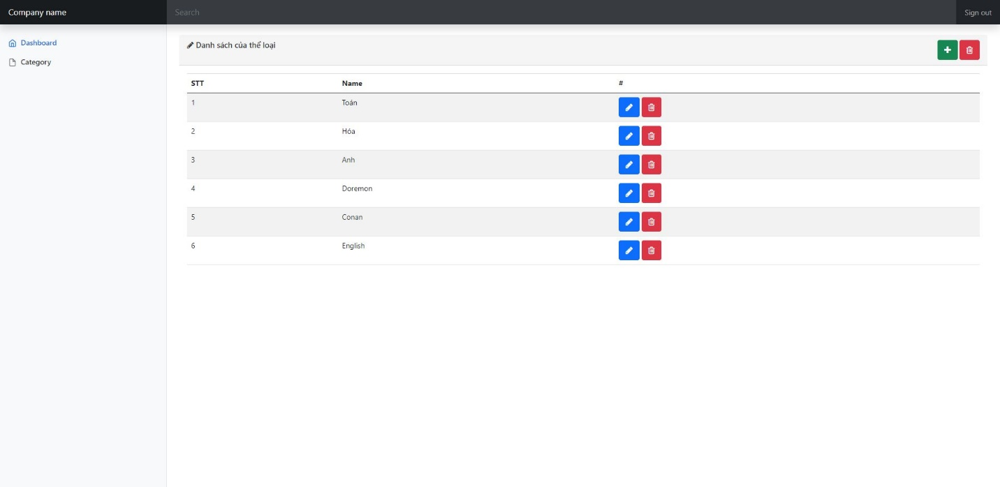 Company name
Search
Sign out
Dashboard
Category
Danh sách của thể loại
STT Name #
1 Toán
2 Hóa
3 Anh
4 Doremon
5 Conan
6 English